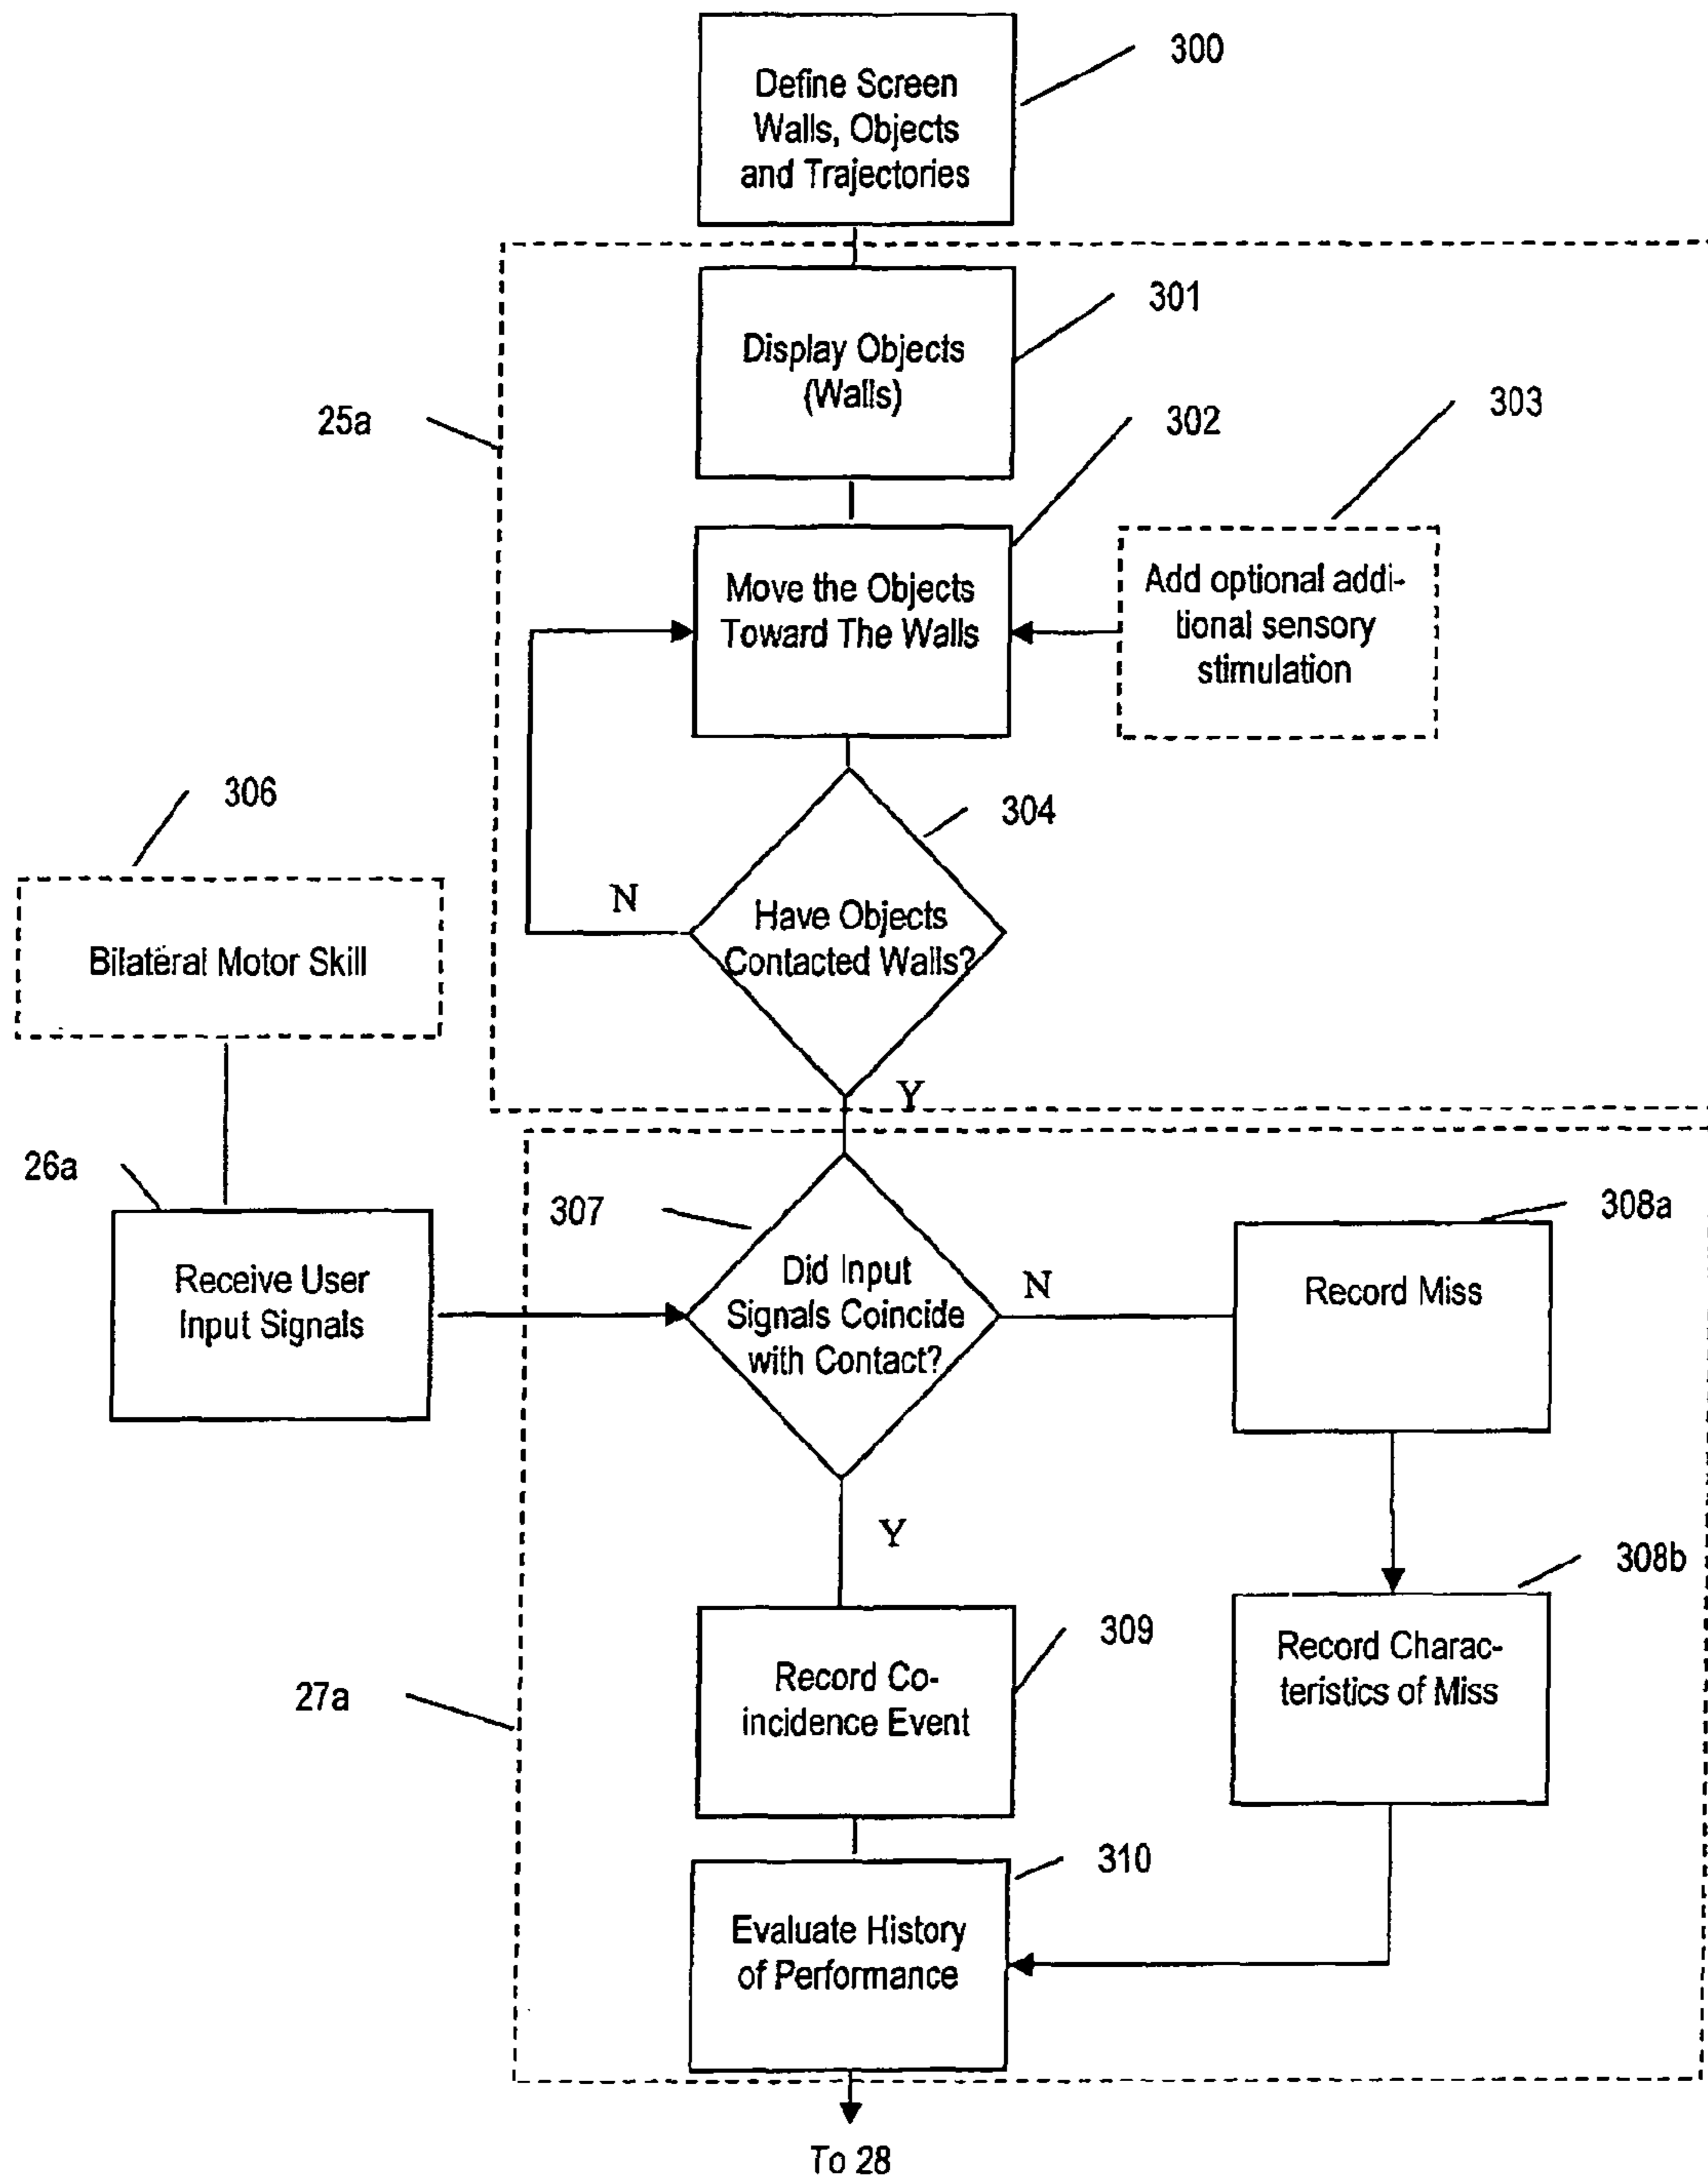 300
Define Screen
Walls, Objects
and Trajectories
301
Display Objects
(Walls)
25a
302
303
Move the Objects
Toward The Walls
Add optional addi-
tional sensory
stimulation
306
304
N
Have Objects
Contacted Walls?
Bilateral Motor Skill
Y
26a
307
308a
Receive User
Input Signals
Did Input
Signals Coincide
with Contact?
N
Record Miss
Y
308b
309
Record Co-
incidence Event
Record Charac-
teristics of Miss
27a
310
Evaluate History
of Performance
To 28